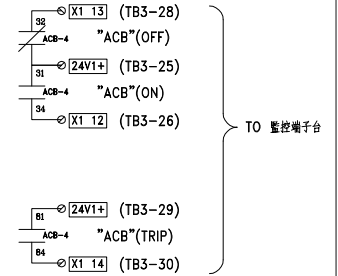 X1 13 (TB3-28)
32
ACB-4 "ACB"(OFF)
31 24V1+ (TB3-25)
ACB-4 "ACB"(ON)
34
X1 12 (TB3-26)
TO 監控端子台
24V1+ (TB3-29)
81
ACB-4 "ACB"(TRIP)
84
X1 14 (TB3-30)